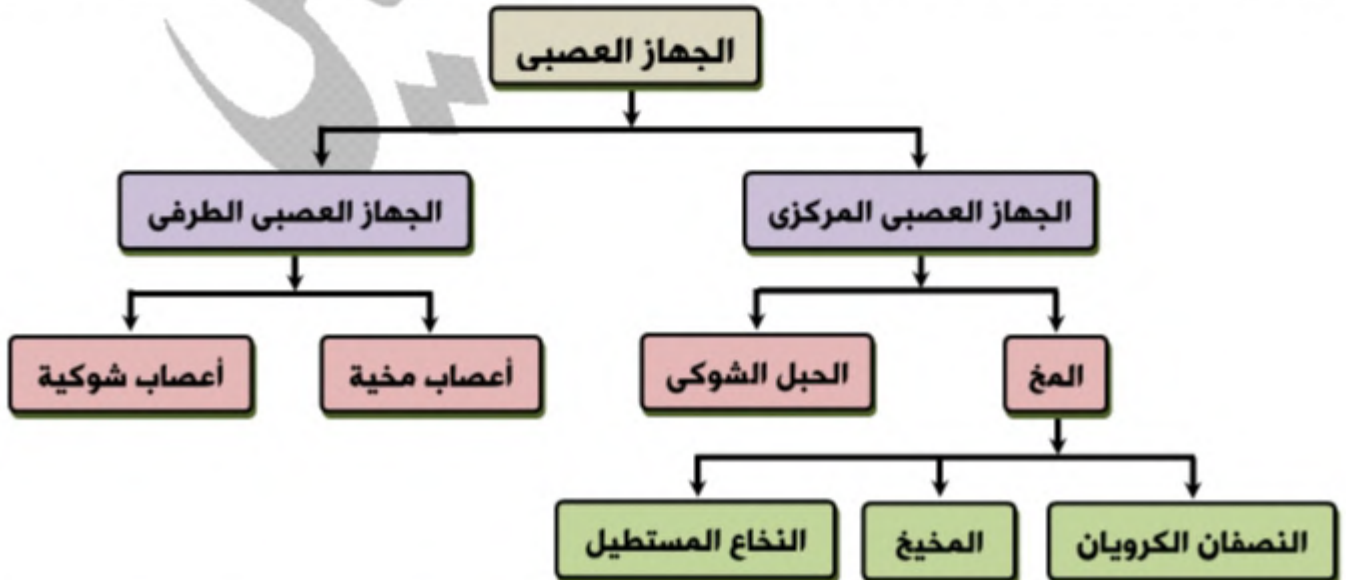 الجهاز العصبى
الجهاز العصبى المركزى
الجهاز العصبى الطرفى
المخ
الحبل الشوكى
أعصاب مخية
أعصاب شوكية
النصفان الكرويان
المخيخ
النخاع المستطيل